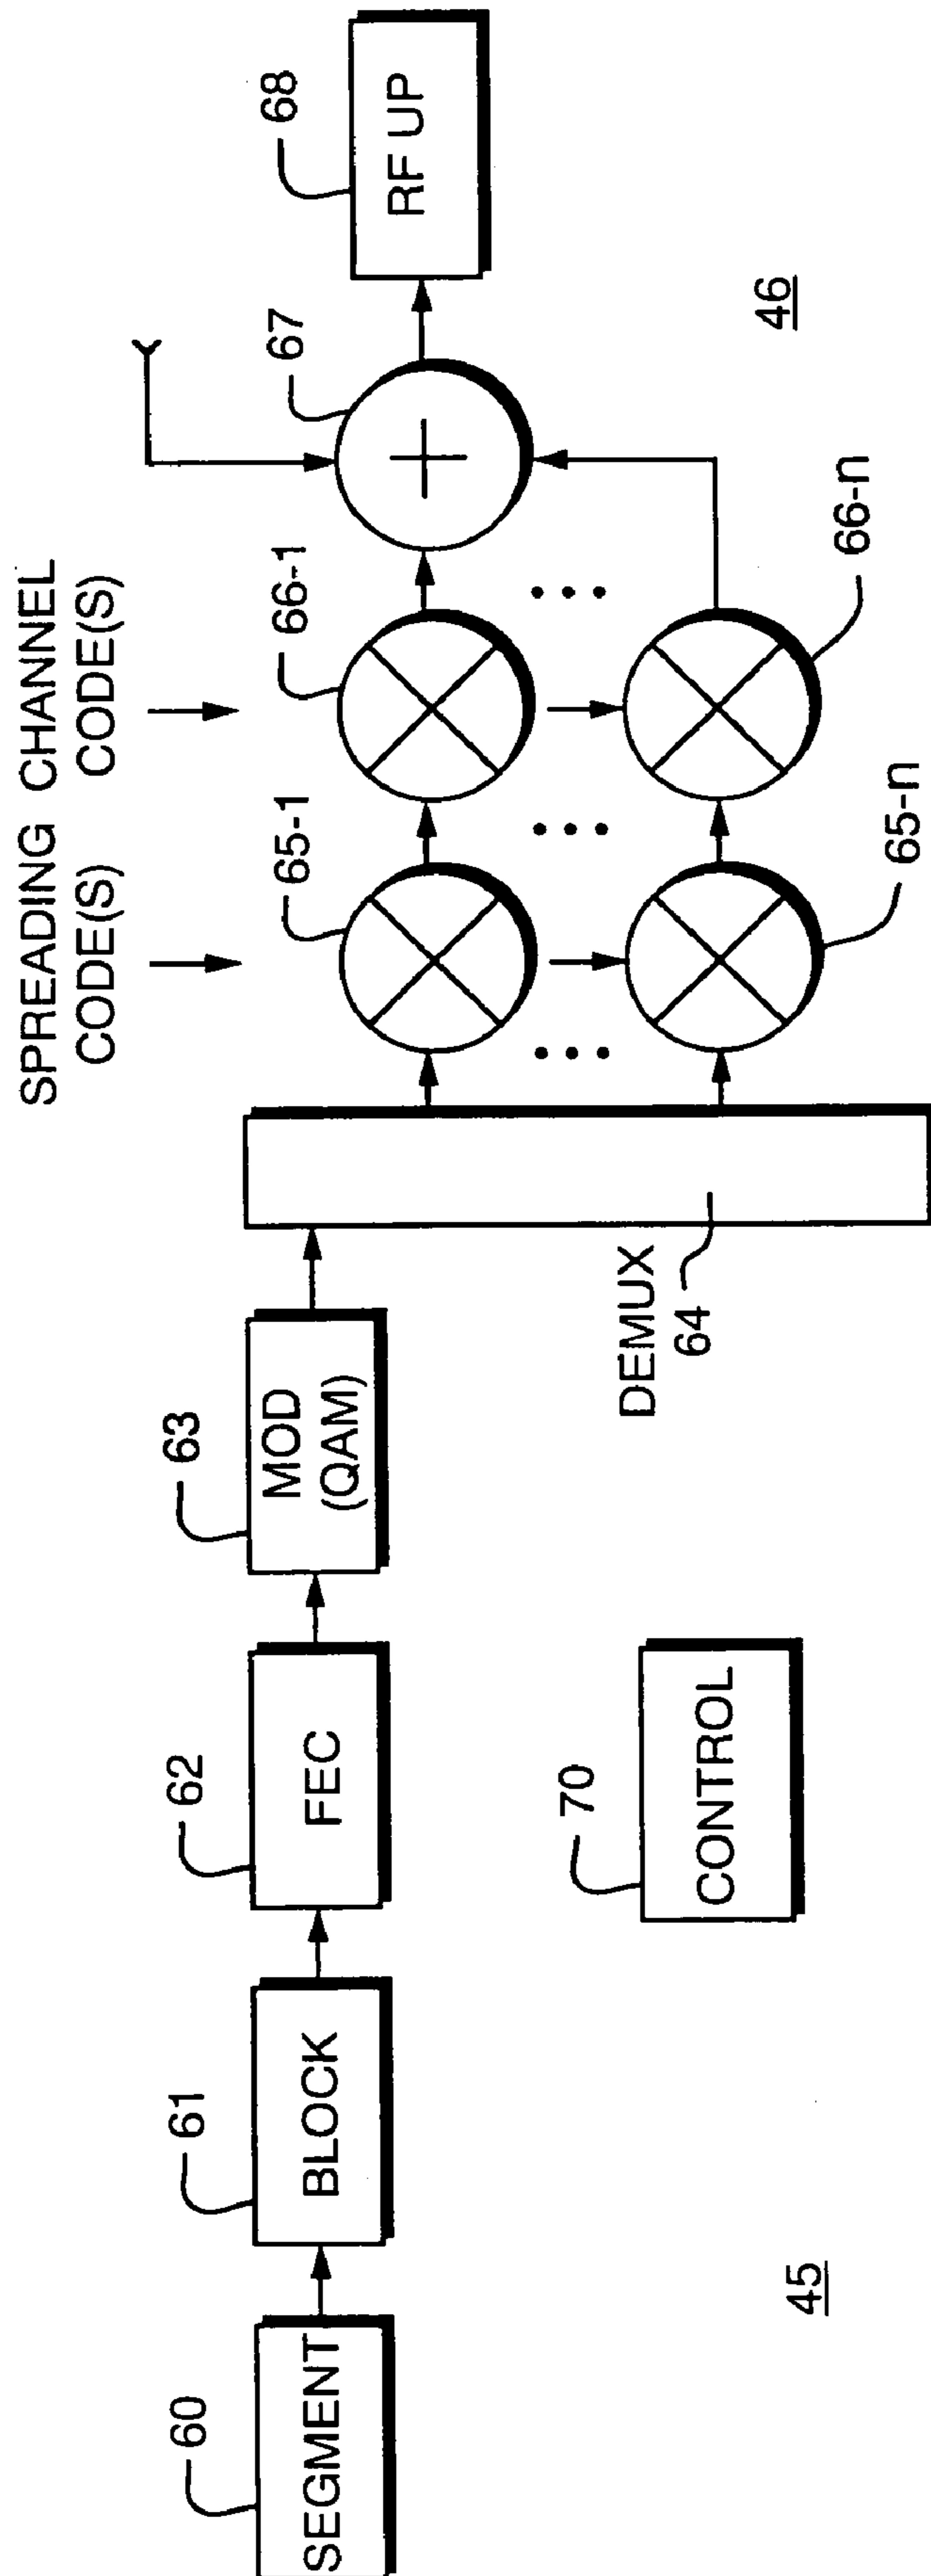 SPREADING CHANNEL
CODE(S) CODE(S)
60
SEGMENT
61
BLOCK
62
FEC
63
MOD
(QAM)
DEMUX
64
65-1
66-1
67
68
RF UP
65-n
66-n
70
CONTROL
45
46